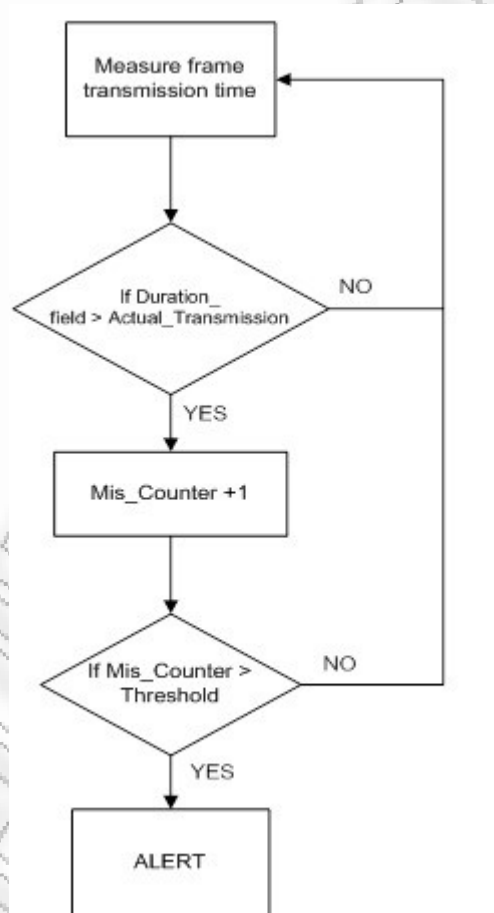 Measure frame
transmission time
If Duration_
field > Actual_Transmission
NO
YES
Mis_Counter +1
If Mis_Counter >
Threshold
NO
YES
ALERT